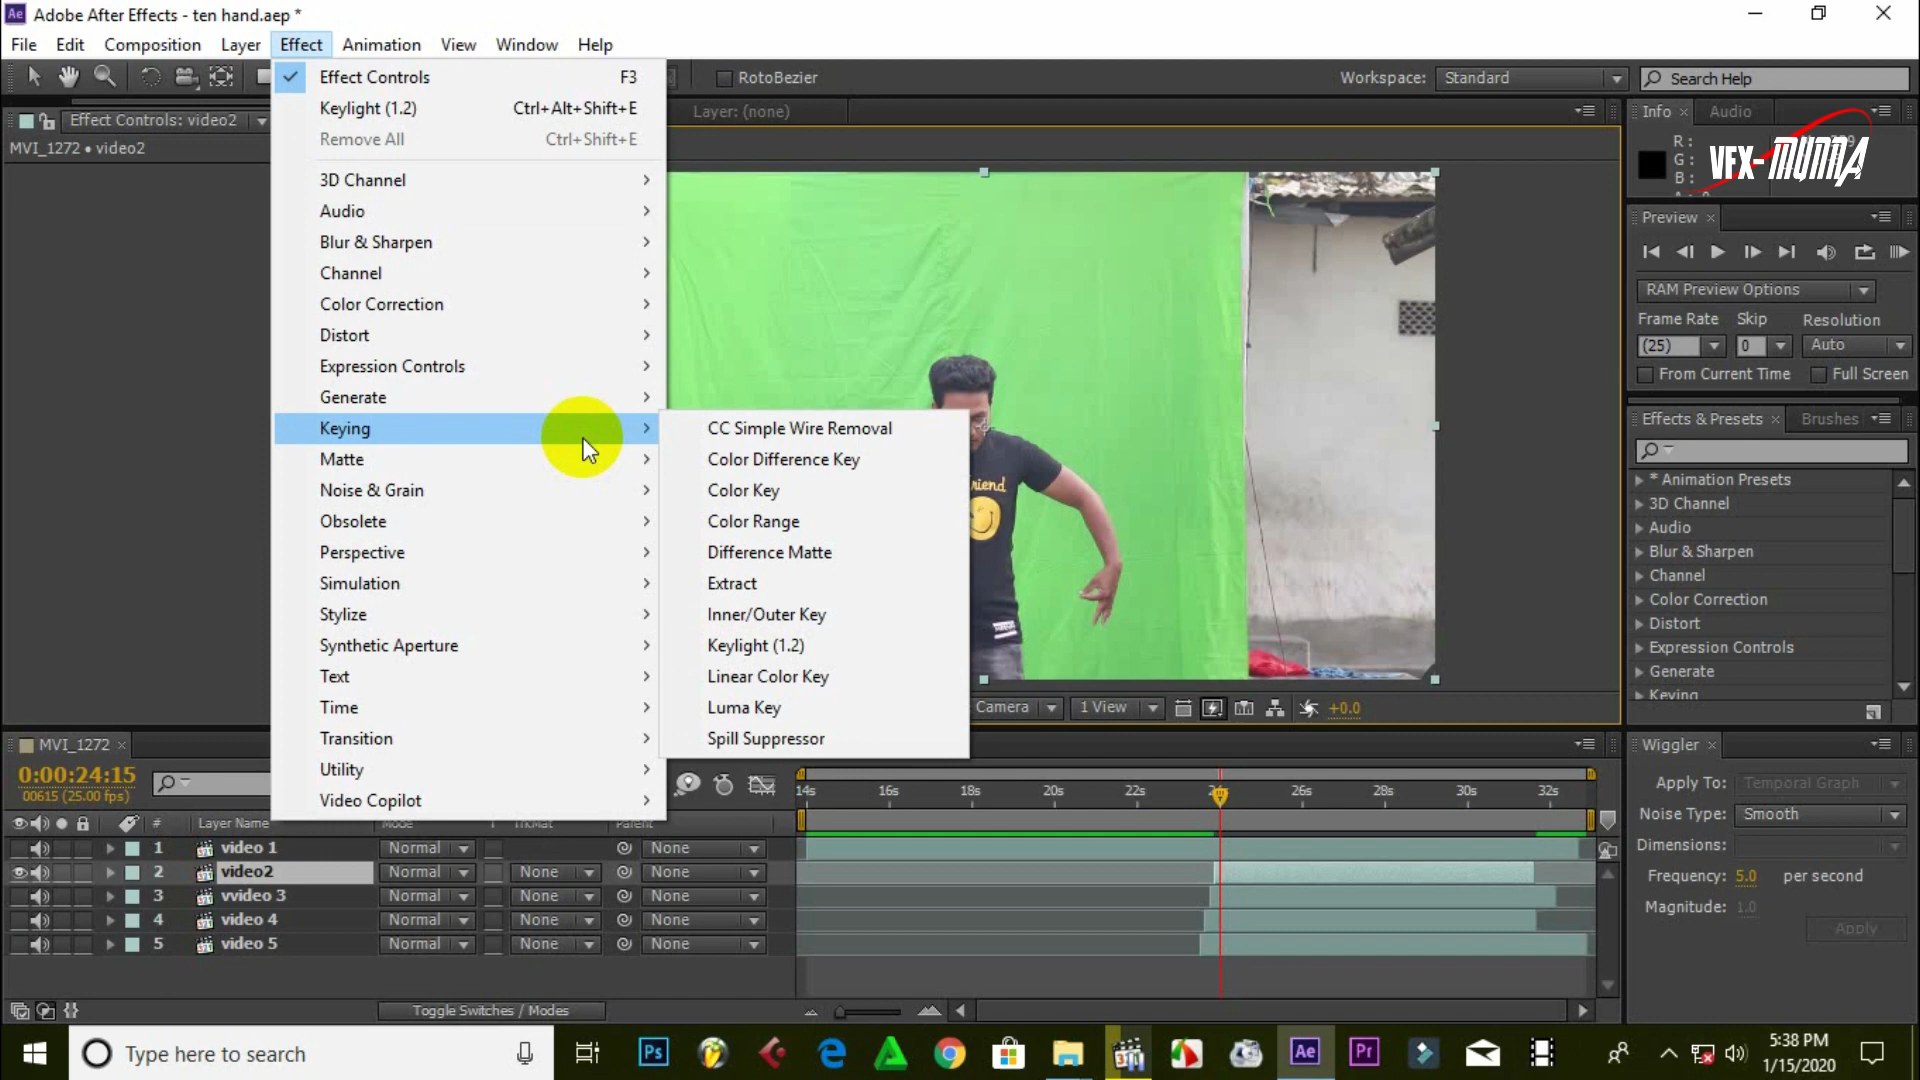 Adobe After Effects - ten hand.aep *
File Edit Composition Layer Effect Animation View Window Help
RotoBezier
Workspace: Standard
Search Help
Effect Controls: video2
MVI_1272 • video2
Effect Controls F3
Keylight (1.2) Ctrl+Alt+Shift+E
Remove All Ctrl+Shift+E
3D Channel
Audio
Blur & Sharpen
Channel
Color Correction
Distort
Expression Controls
Generate
Keying
Matte
Noise & Grain
Obsolete
Perspective
Simulation
Stylize
Synthetic Aperture
Text
Time
Transition
Utility
Video Copilot
CC Simple Wire Removal
Color Difference Key
Color Key
Color Range
Difference Matte
Extract
Inner/Outer Key
Keylight (1.2)
Linear Color Key
Luma Key
Spill Suppressor
Layer: (none)
Camera 1 View +0.0
Info Audio
R :
G :
B :
VFX-MUMA
Preview
RAM Preview Options
Frame Rate Skip Resolution
(25) 0 Auto
From Current Time Full Screen
Effects & Presets Brushes
* Animation Presets
3D Channel
Audio
Blur & Sharpen
Channel
Color Correction
Distort
Expression Controls
Generate
Keying
MVI_1272
0:00:24:15
00615 (25.00 fps)
14s 16s 18s 20s 22s 26s 28s 30s 32s
# Layer Name Mode T TrkMat Parent
1 video 1 Normal None
2 video2 Normal None None
3 vvideo 3 Normal None None
4 video 4 Normal None None
5 video 5 Normal None None
Toggle Switches / Modes
Wiggler
Apply To: Temporal Graph
Noise Type: Smooth
Dimensions:
Frequency: 5.0 per second
Magnitude: 1.0
Apply
Type here to search
Ps
Ae
Pr
5:38 PM
1/15/2020